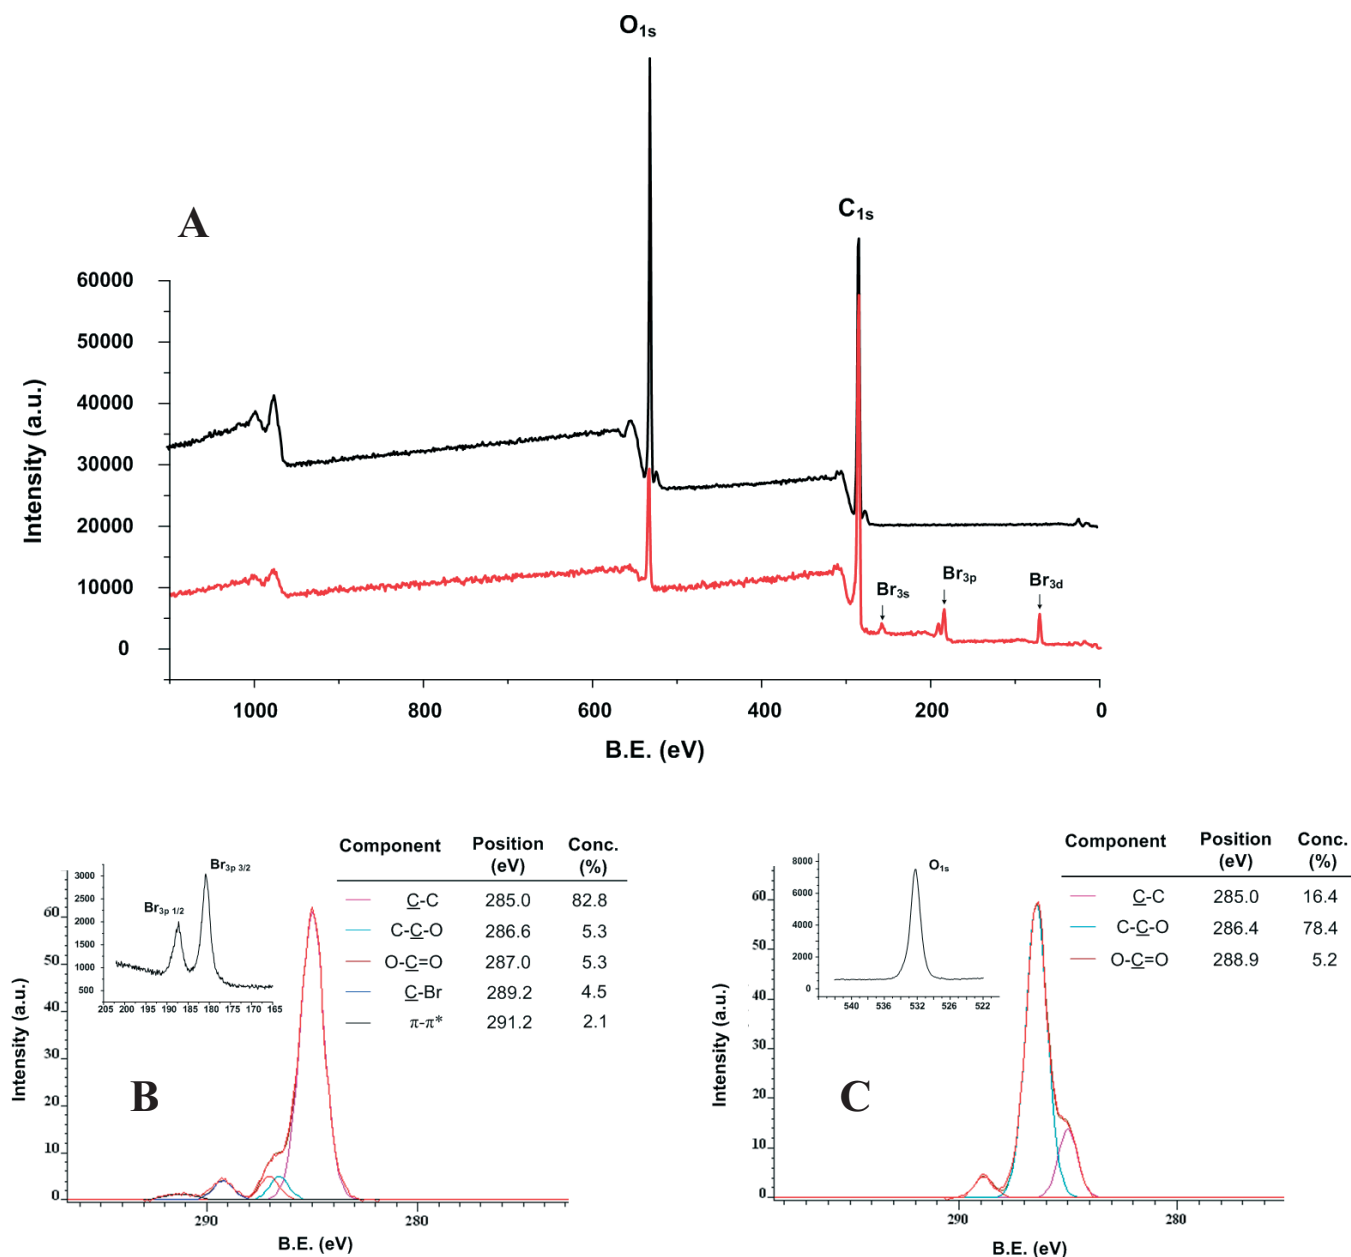 O1s
C1s
A
60000
50000
40000
30000
20000
10000
0
Intensity (a.u.)
Br3s
Br3p
Br3d
1000
800
600
400
200
0
B.E. (eV)
Component Position (eV) Conc. (%)
C-C 285.0 82.8
C-C-O 286.6 5.3
O-C=O 287.0 5.3
C-Br 289.2 4.5
π-π* 291.2 2.1
Br3p 3/2
Br3p 1/2
3000
2500
2000
1500
1000
500
205 200 195 190 185 180 175 170 165
60
50
40
30
20
10
0
Intensity (a.u.)
B
290 280
B.E. (eV)
Component Position (eV) Conc. (%)
C-C 285.0 16.4
C-C-O 286.4 78.4
O-C=O 288.9 5.2
O1s
8000
6000
4000
2000
0
540 536 532 526 522
60
50
40
30
20
10
0
Intensity (a.u.)
C
290 280
B.E. (eV)